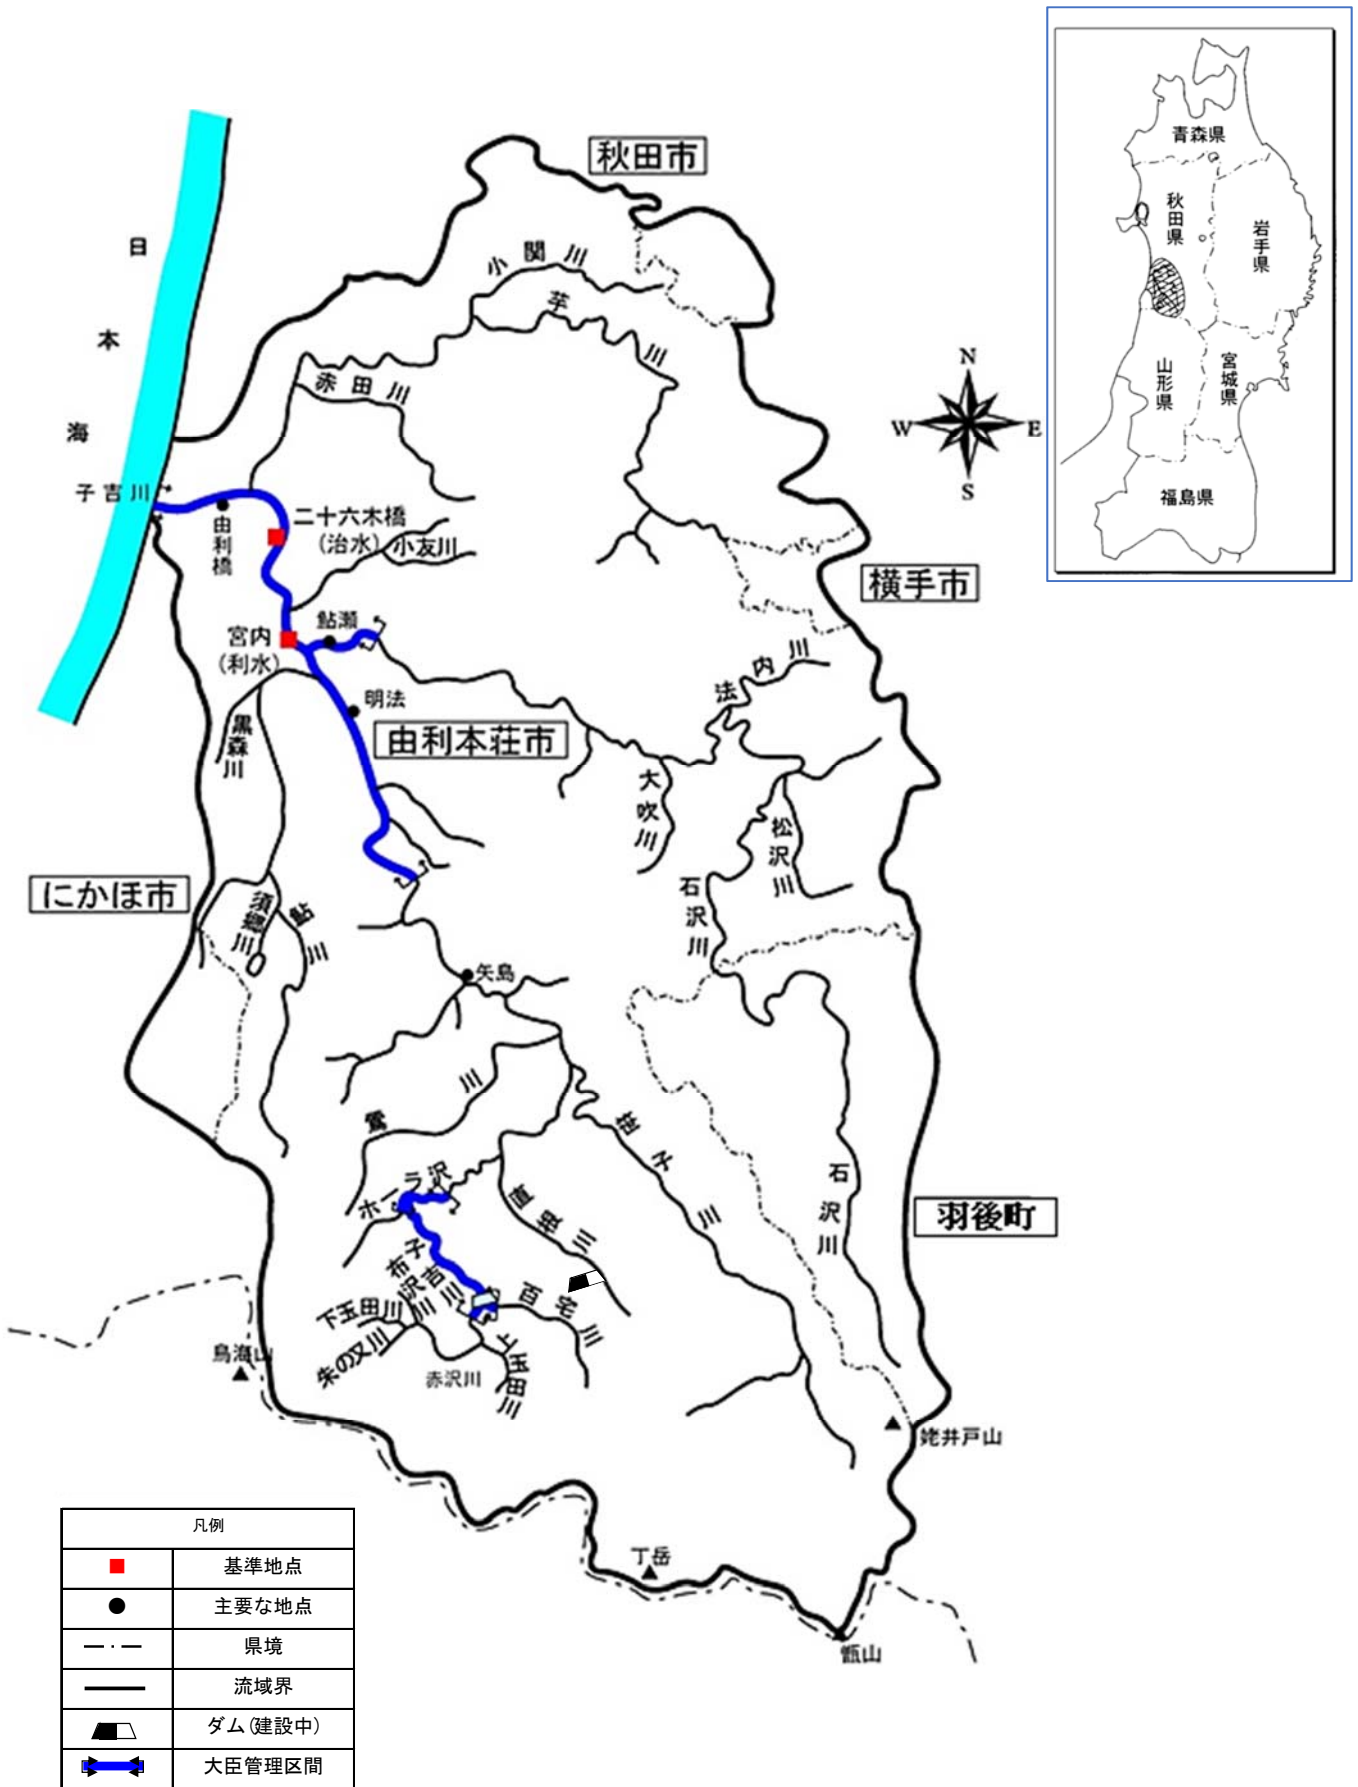 青森県
秋田県
岩手県
山形県
宮城県
福島県
秋田市
日本海
小関川
芋川
赤田川
N
W
E
S
子吉川
由利橋
二十六木橋
(治水)
小友川
横手市
鮎瀬
宮内
(利水)
法内川
明法
由利本荘市
黒森川
大吹川
松沢川
にかほ市
須郷川
鮎川
石沢川
矢島
鶯川
笹子川
ホーラ沢
直根三
石沢川
羽後町
布沢川
子吉川
百宅川
下玉田川
朱の又川
鳥海山
赤沢川
上玉田川
姥井戸山
丁岳
甑山
凡例
基準地点
主要な地点
県境
流域界
ダム(建設中)
大臣管理区間